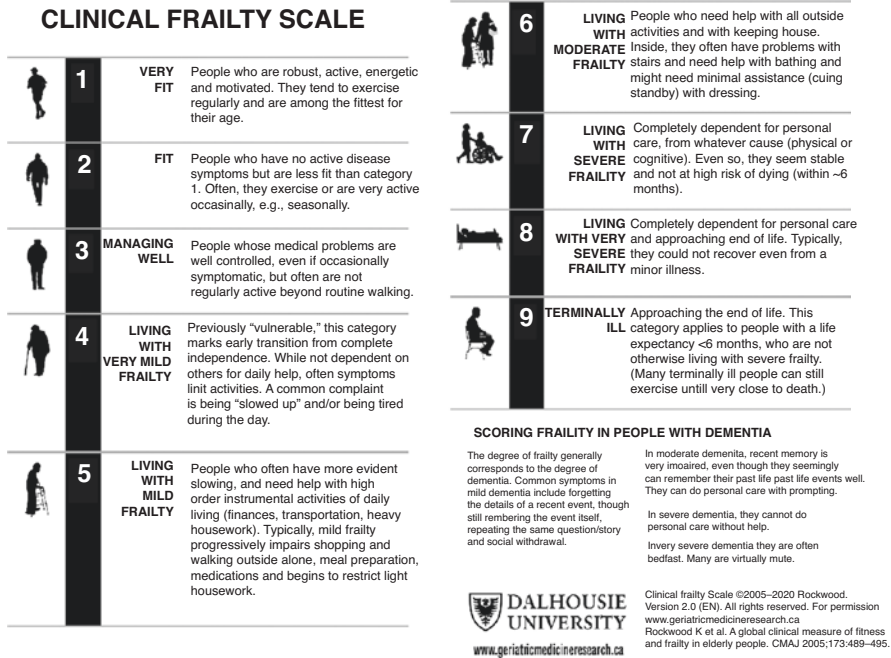 CLINICAL FRAILTY SCALE
1
VERY
FIT
People who are robust, active, energetic
and motivated. They tend to exercise
regularly and are among the fittest for
their age.
2
FIT
People who have no active disease
symptoms but are less fit than category
1. Often, they exercise or are very active
occasinally, e.g., seasonally.
3
MANAGING
WELL
People whose medical problems are
well controlled, even if occasionally
symptomatic, but often are not
regularly active beyond routine walking.
4
LIVING
WITH
VERY MILD
FRAILTY
Previously “vulnerable,” this category
marks early transition from complete
independence. While not dependent on
others for daily help, often symptoms
linit activities. A common complaint
is being “slowed up” and/or being tired
during the day.
5
LIVING
WITH
MILD
FRAILTY
People who often have more evident
slowing, and need help with high
order instrumental activities of daily
living (finances, transportation, heavy
housework). Typically, mild frailty
progressively impairs shopping and
walking outside alone, meal preparation,
medications and begins to restrict light
housework.
6
LIVING
WITH
MODERATE
FRAILTY
People who need help with all outside
activities and with keeping house.
Inside, they often have problems with
stairs and need help with bathing and
might need minimal assistance (cuing
standby) with dressing.
7
LIVING
WITH
SEVERE
FRAILITY
Completely dependent for personal
care, from whatever cause (physical or
cognitive). Even so, they seem stable
and not at high risk of dying (within ~6
months).
8
LIVING
WITH VERY
SEVERE
FRAILITY
Completely dependent for personal care
and approaching end of life. Typically,
they could not recover even from a
minor illness.
9
TERMINALLY
ILL
Approaching the end of life. This
category applies to people with a life
expectancy <6 months, who are not
otherwise living with severe frailty.
(Many terminally ill people can still
exercise untill very close to death.)
SCORING FRAILITY IN PEOPLE WITH DEMENTIA
The degree of frailty generally
corresponds to the degree of
dementia. Common symptoms in
mild dementia include forgetting
the details of a recent event, though
still rembering the event itself,
repeating the same question/story
and social withdrawal.
In moderate demenita, recent memory is
very imoaired, even though they seemingly
can remember their past life past life events well.
They can do personal care with prompting.
In severe dementia, they cannot do
personal care without help.
Invery severe dementia they are often
bedfast. Many are virtually mute.
DALHOUSIE
UNIVERSITY
www.geriatricmedicineresearch.ca
Clinical frailty Scale ©2005–2020 Rockwood.
Version 2.0 (EN). All rights reserved. For permission
www.geriatricmedicineresearch.ca
Rockwood K et al. A global clinical measure of fitness
and frailty in elderly people. CMAJ 2005;173:489–495.